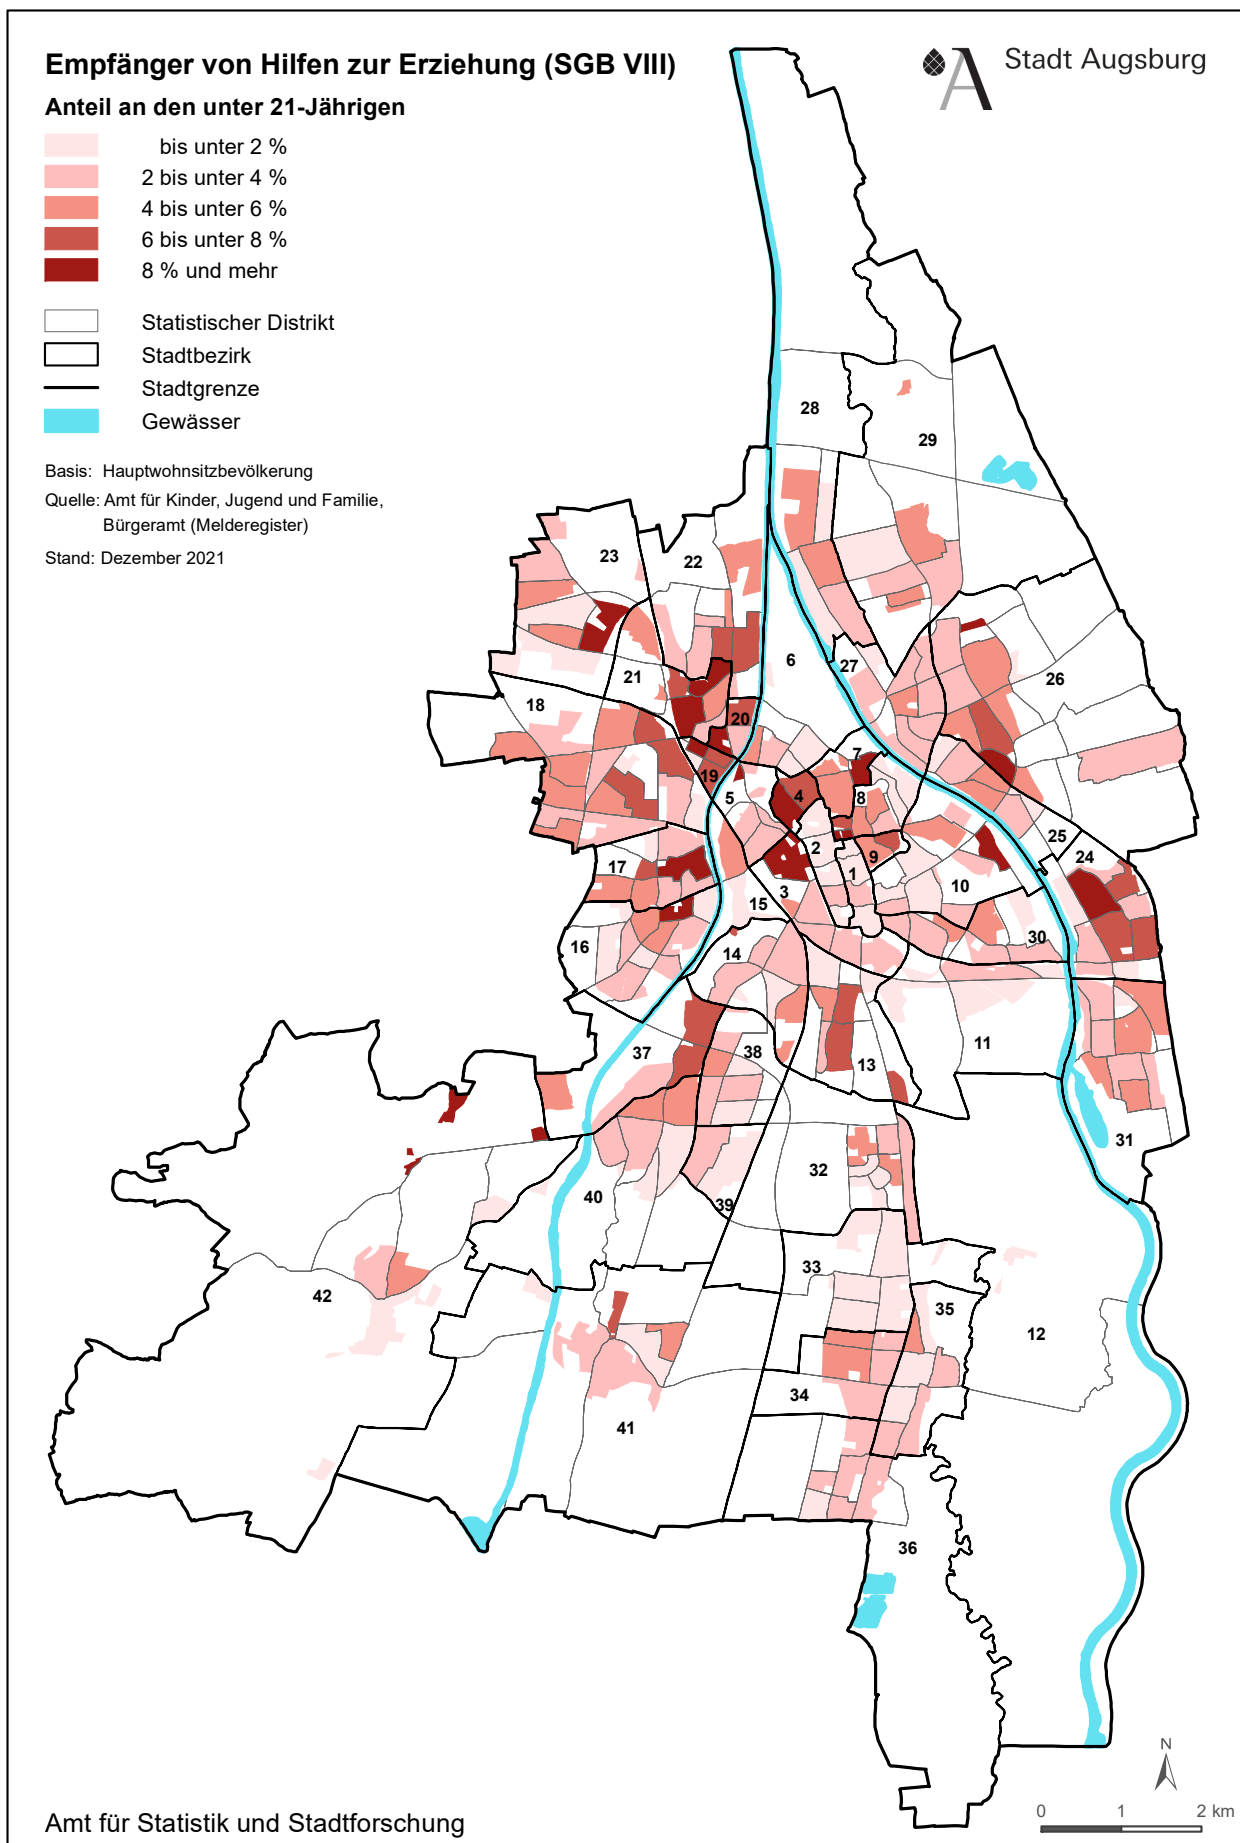 Empfänger von Hilfen zur Erziehung (SGB VIII)
Stadt Augsburg
Anteil an den unter 21-Jährigen
bis unter 2 %
2 bis unter 4 %
4 bis unter 6 %
6 bis unter 8 %
8 % und mehr
Statistischer Distrikt
Stadtbezirk
Stadtgrenze
Gewässer
Basis: Hauptwohnsitzbevölkerung
Quelle: Amt für Kinder, Jugend und Familie,
Bürgeramt (Melderegister)
Stand: Dezember 2021
28
29
23
22
6
27
26
21
18
20
7
19
5
4
8
25
24
2
9
17
3
1
10
15
30
16
14
37
38
13
11
31
32
40
39
33
42
35
12
34
41
36
N
0 1 2 km
Amt für Statistik und Stadtforschung